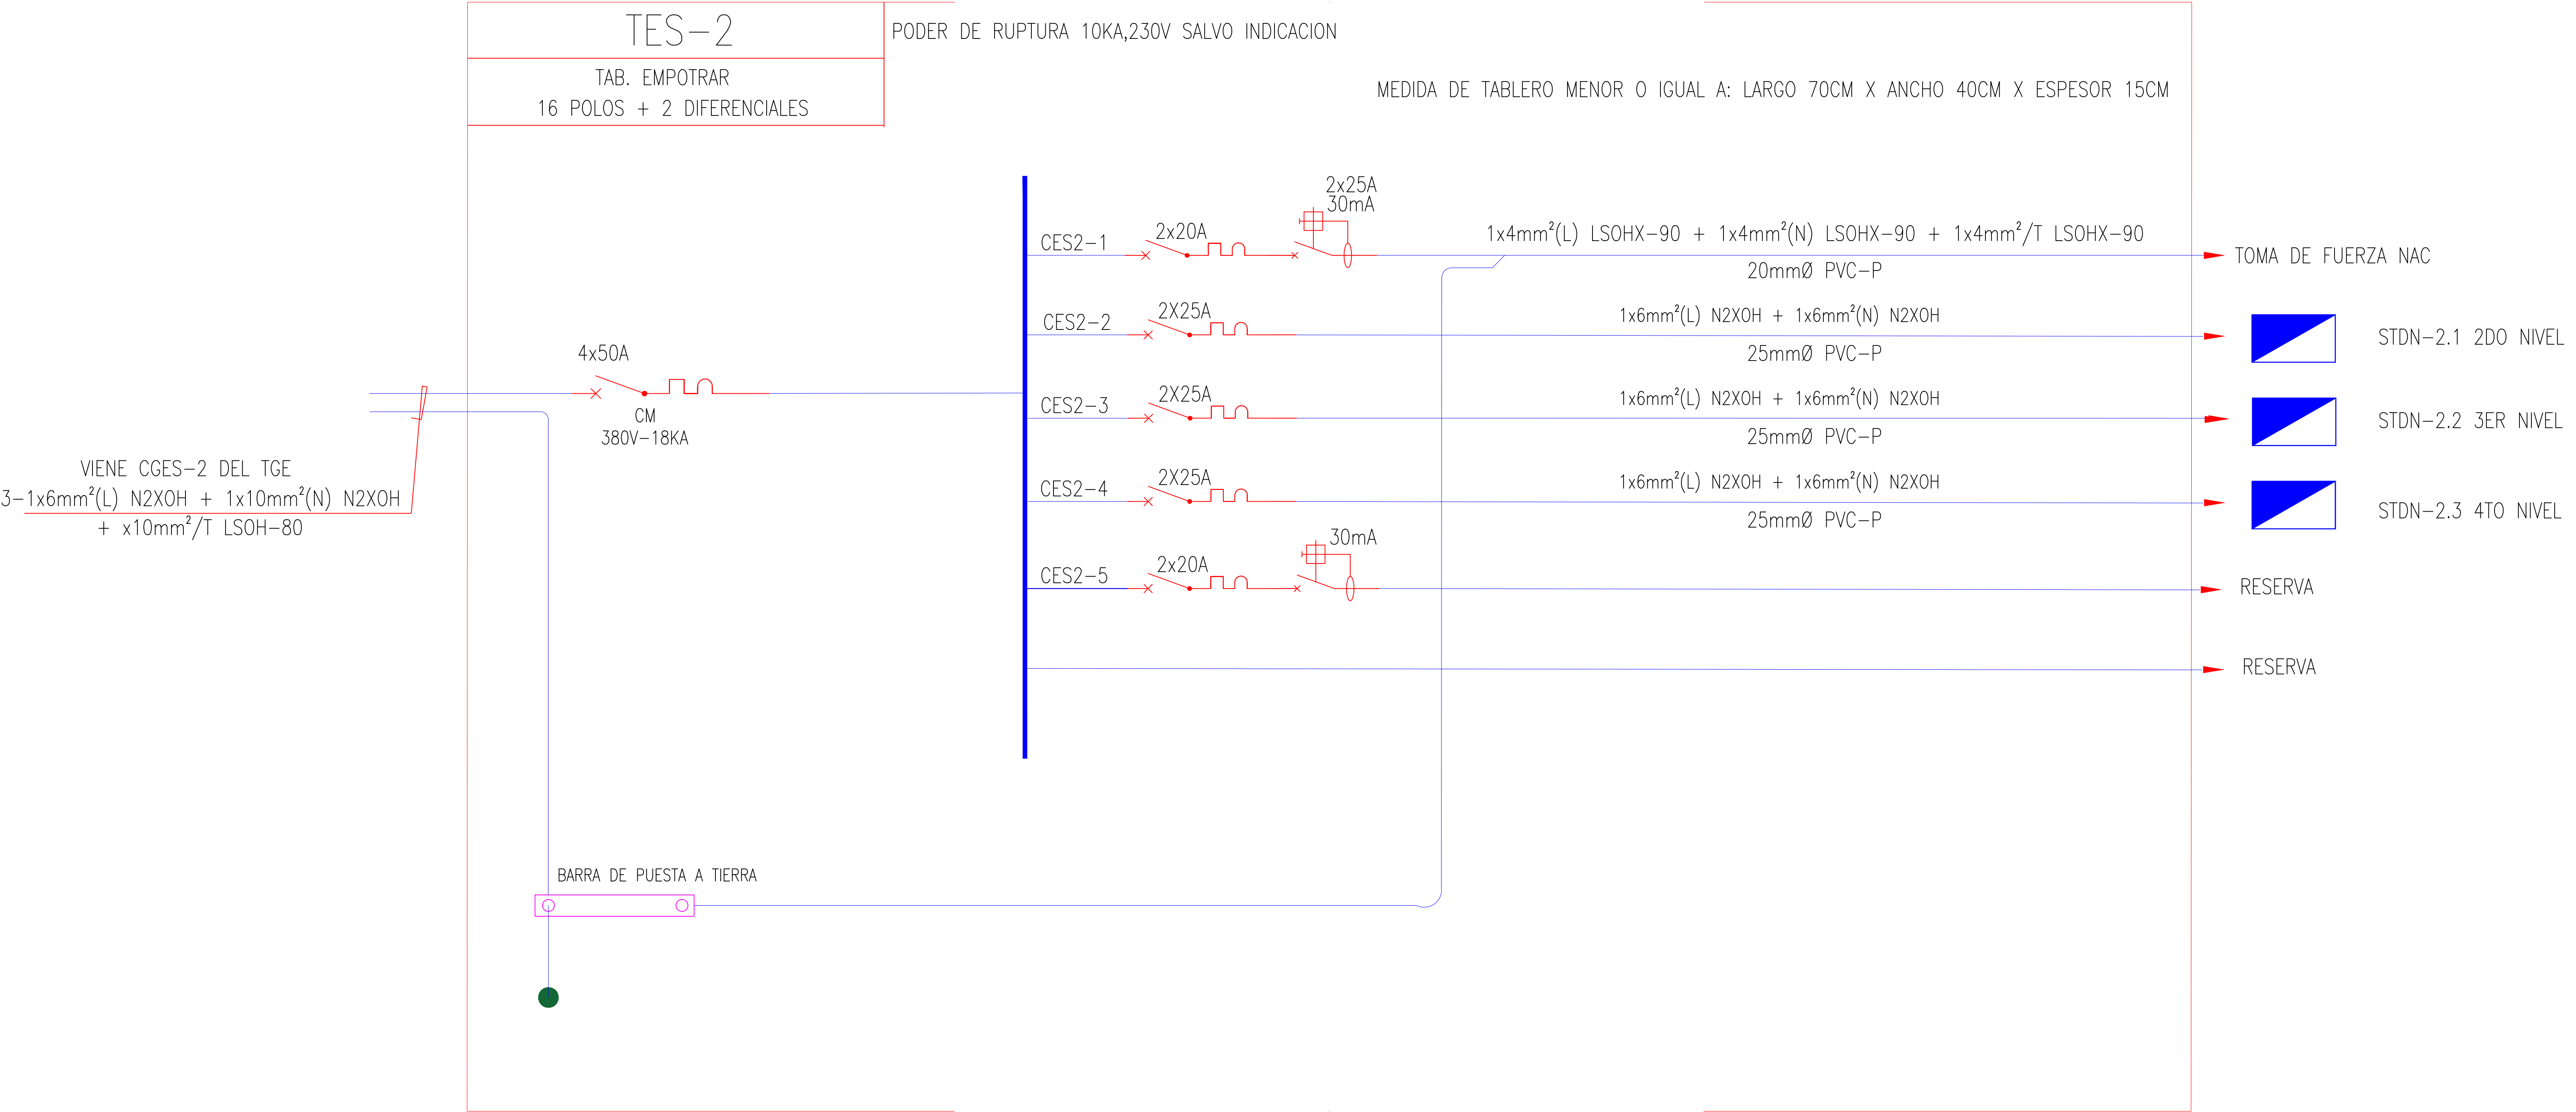 TES-2
PODER DE RUPTURA 10KA,230V SALVO INDICACION
TAB. EMPOTRAR
16 POLOS + 2 DIFERENCIALES
MEDIDA DE TABLERO MENOR O IGUAL A: LARGO 70CM X ANCHO 40CM X ESPESOR 15CM
2x25A
30mA
CES2-1
2x20A
1x4mm²(L) LSOHX-90 + 1x4mm²(N) LSOHX-90 + 1x4mm²/T LSOHX-90
20mmØ PVC-P
TOMA DE FUERZA NAC
CES2-2
2X25A
1x6mm²(L) N2XOH + 1x6mm²(N) N2XOH
25mmØ PVC-P
STDN-2.1 2DO NIVEL
4x50A
CM
380V-18KA
CES2-3
2X25A
1x6mm²(L) N2XOH + 1x6mm²(N) N2XOH
25mmØ PVC-P
STDN-2.2 3ER NIVEL
VIENE CGES-2 DEL TGE
3-1x6mm²(L) N2XOH + 1x10mm²(N) N2XOH
+ x10mm²/T LSOH-80
CES2-4
2X25A
1x6mm²(L) N2XOH + 1x6mm²(N) N2XOH
25mmØ PVC-P
STDN-2.3 4TO NIVEL
30mA
CES2-5
2x20A
RESERVA
RESERVA
BARRA DE PUESTA A TIERRA